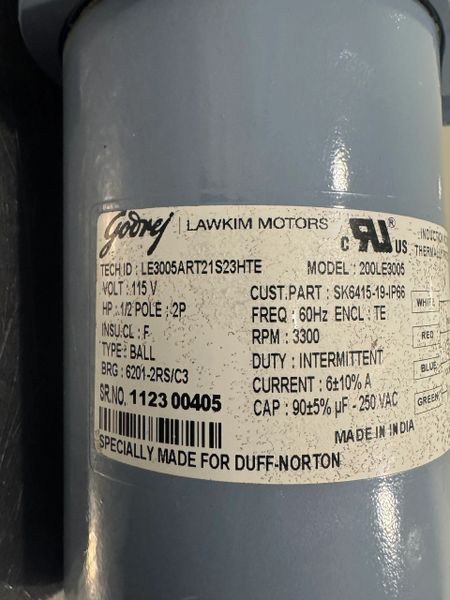 Godrej | LAWKIM MOTORS
c RU US
INDUCTION
THERMALLY
TECH.ID : LE3005ART21S23HTE MODEL : 200LE3005
VOLT : 115 V CUST.PART : SK6415-19-IP66
HP : 1/2 POLE : 2P FREQ : 60Hz ENCL : TE
INSU.CL : F RPM : 3300
TYPE : BALL DUTY : INTERMITTENT
BRG : 6201-2RS/C3 CURRENT : 6±10% A
SR.NO. 1123 00405 CAP : 90±5% µF - 250 VAC
WHITE
RED
BLUE
GREEN
MADE IN INDIA
SPECIALLY MADE FOR DUFF-NORTON